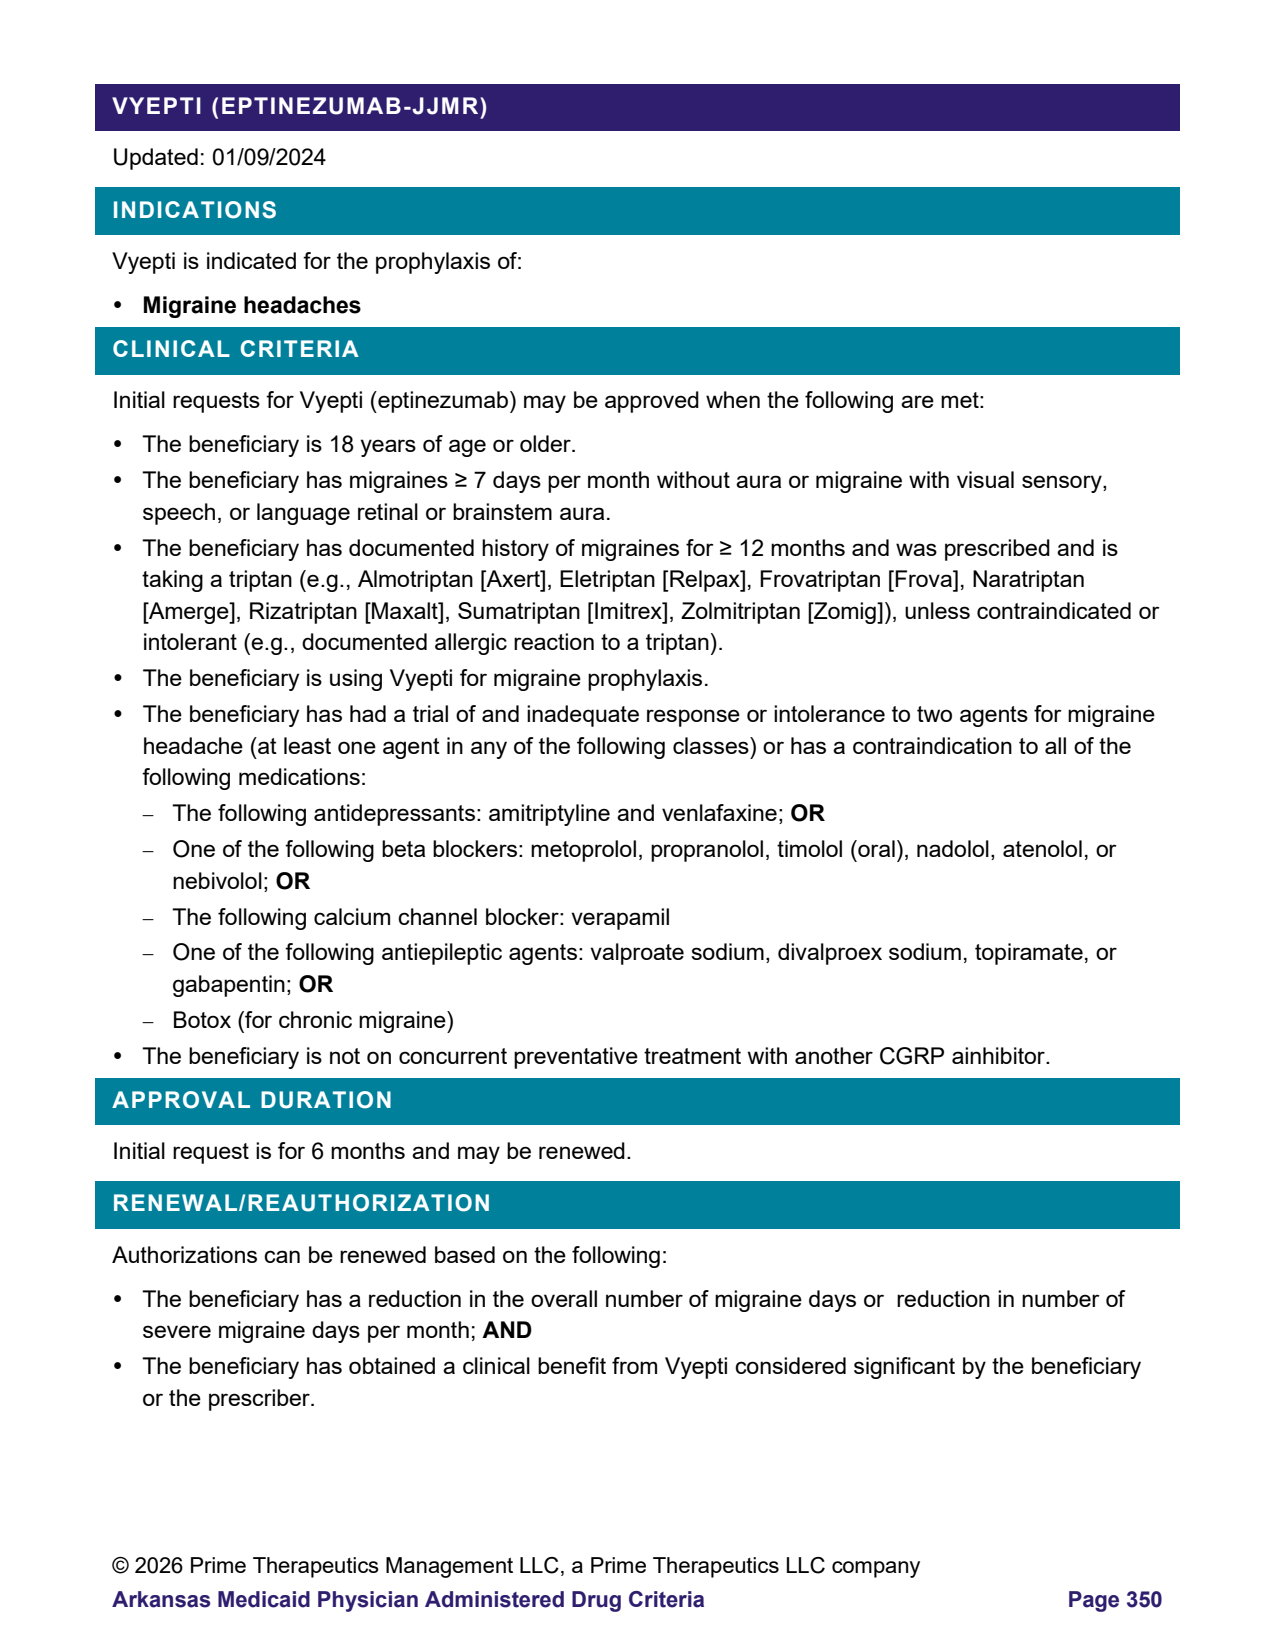 VYEPTI (EPTINEZUMAB-JJMR)
Updated: 01/09/2024
INDICATIONS
Vyepti is indicated for the prophylaxis of:
• Migraine headaches
CLINICAL CRITERIA
Initial requests for Vyepti (eptinezumab) may be approved when the following are met:
• The beneficiary is 18 years of age or older.
• The beneficiary has migraines ≥ 7 days per month without aura or migraine with visual sensory,
speech, or language retinal or brainstem aura.
• The beneficiary has documented history of migraines for ≥ 12 months and was prescribed and is
taking a triptan (e.g., Almotriptan [Axert], Eletriptan [Relpax], Frovatriptan [Frova], Naratriptan
[Amerge], Rizatriptan [Maxalt], Sumatriptan [Imitrex], Zolmitriptan [Zomig]), unless contraindicated or
intolerant (e.g., documented allergic reaction to a triptan).
• The beneficiary is using Vyepti for migraine prophylaxis.
• The beneficiary has had a trial of and inadequate response or intolerance to two agents for migraine
headache (at least one agent in any of the following classes) or has a contraindication to all of the
following medications:
– The following antidepressants: amitriptyline and venlafaxine; OR
– One of the following beta blockers: metoprolol, propranolol, timolol (oral), nadolol, atenolol, or
nebivolol; OR
– The following calcium channel blocker: verapamil
– One of the following antiepileptic agents: valproate sodium, divalproex sodium, topiramate, or
gabapentin; OR
– Botox (for chronic migraine)
• The beneficiary is not on concurrent preventative treatment with another CGRP ainhibitor.
APPROVAL DURATION
Initial request is for 6 months and may be renewed.
RENEWAL/REAUTHORIZATION
Authorizations can be renewed based on the following:
• The beneficiary has a reduction in the overall number of migraine days or  reduction in number of
severe migraine days per month; AND
• The beneficiary has obtained a clinical benefit from Vyepti considered significant by the beneficiary
or the prescriber.
© 2026 Prime Therapeutics Management LLC, a Prime Therapeutics LLC company
Arkansas Medicaid Physician Administered Drug Criteria Page 350